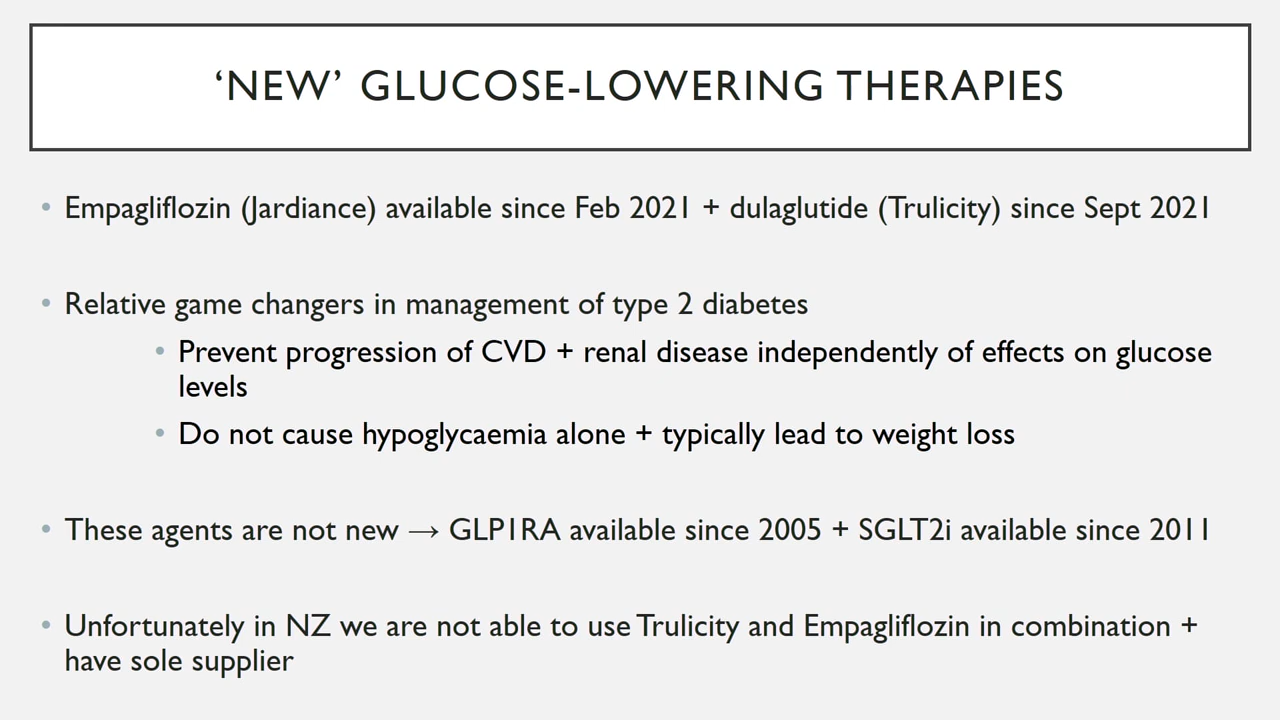 ‘NEW’ GLUCOSE-LOWERING THERAPIES
• Empagliflozin (Jardiance) available since Feb 2021 + dulaglutide (Trulicity) since Sept 2021
• Relative game changers in management of type 2 diabetes
• Prevent progression of CVD + renal disease independently of effects on glucose
levels
• Do not cause hypoglycaemia alone + typically lead to weight loss
• These agents are not new → GLP1RA available since 2005 + SGLT2i available since 2011
• Unfortunately in NZ we are not able to use Trulicity and Empagliflozin in combination +
have sole supplier